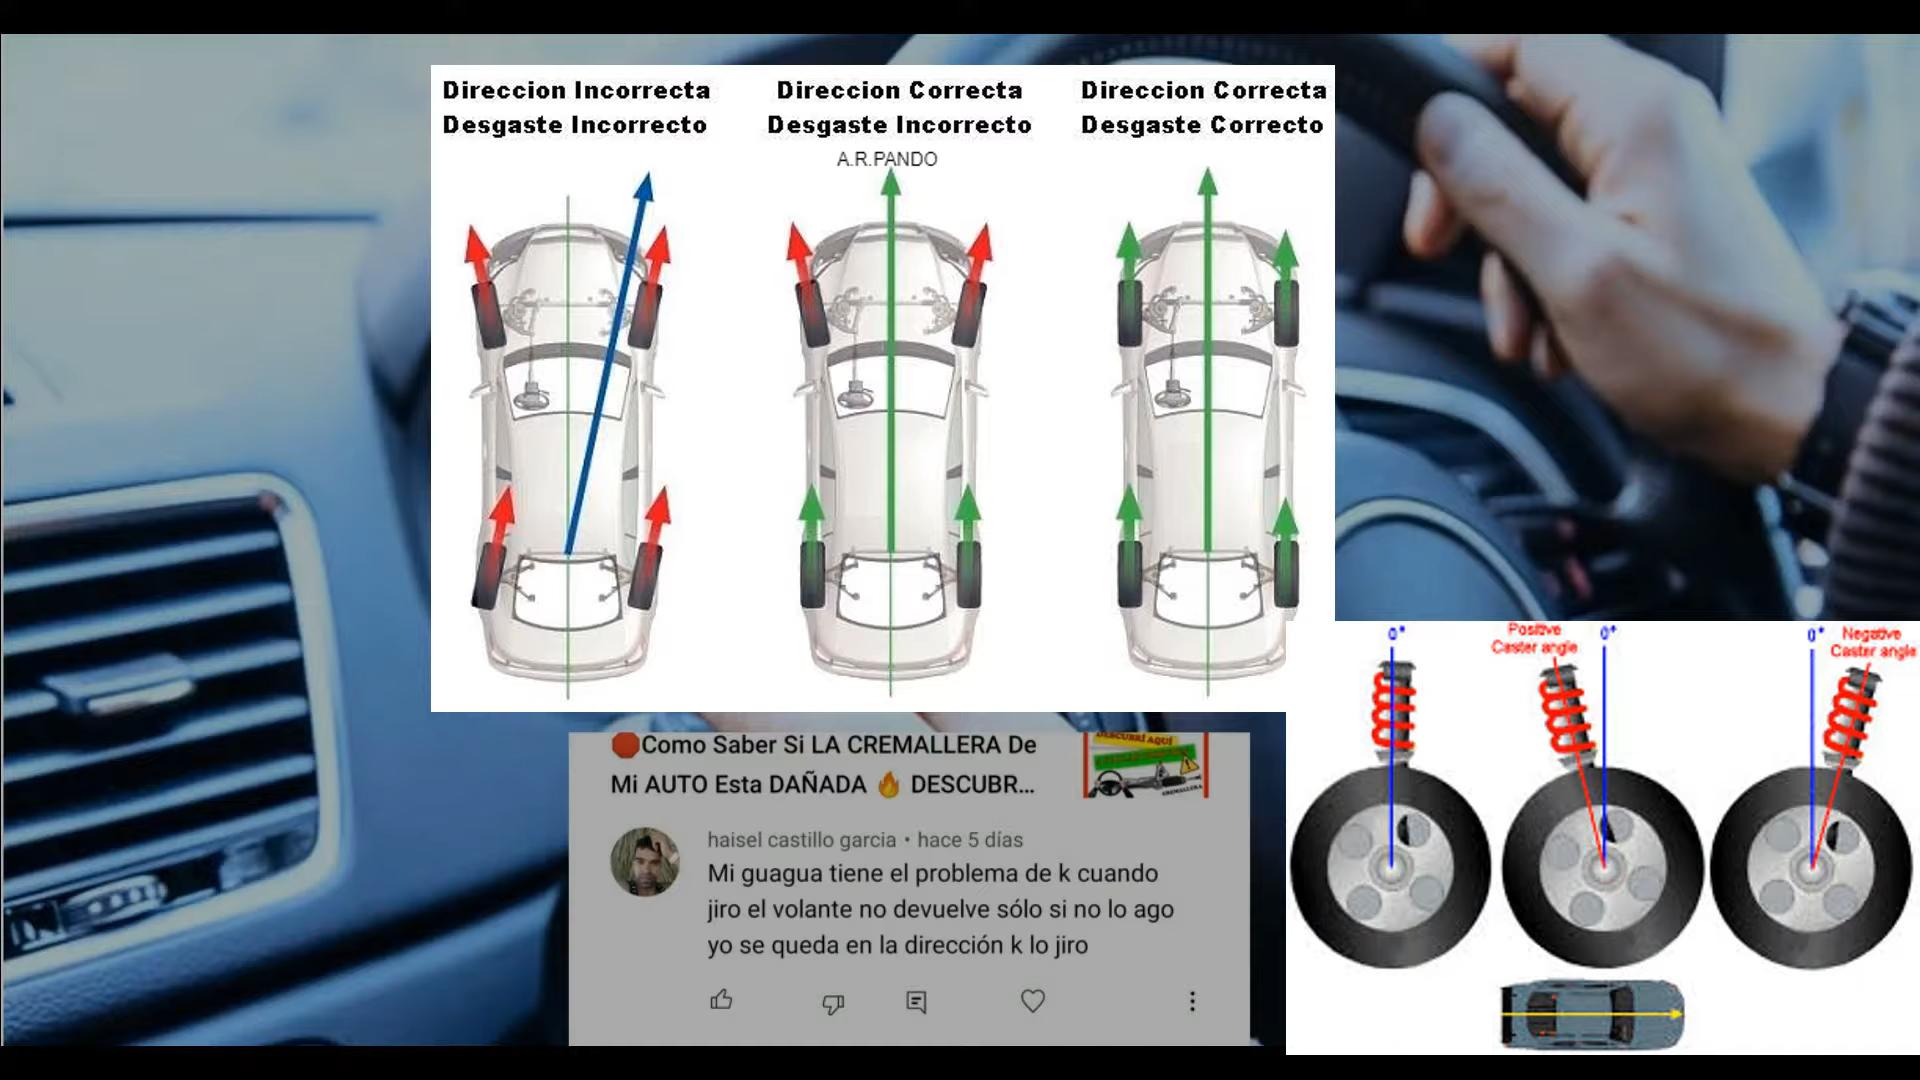 Direccion Incorrecta
Desgaste Incorrecto
Direccion Correcta
Desgaste Incorrecto
A.R.PANDO
Direccion Correcta
Desgaste Correcto
0°
Positive
Caster angle
0°
0°
Negative
Caster angle
🛑Como Saber Si LA CREMALLERA De
Mi AUTO Esta DAÑADA 🔥 DESCUBR...
DESCUBRÍ AQUÍ
CREMALLERA
haisel castillo garcia • hace 5 días
Mi guagua tiene el problema de k cuando
jiro el volante no devuelve sólo si no lo ago
yo se queda en la dirección k lo jiro